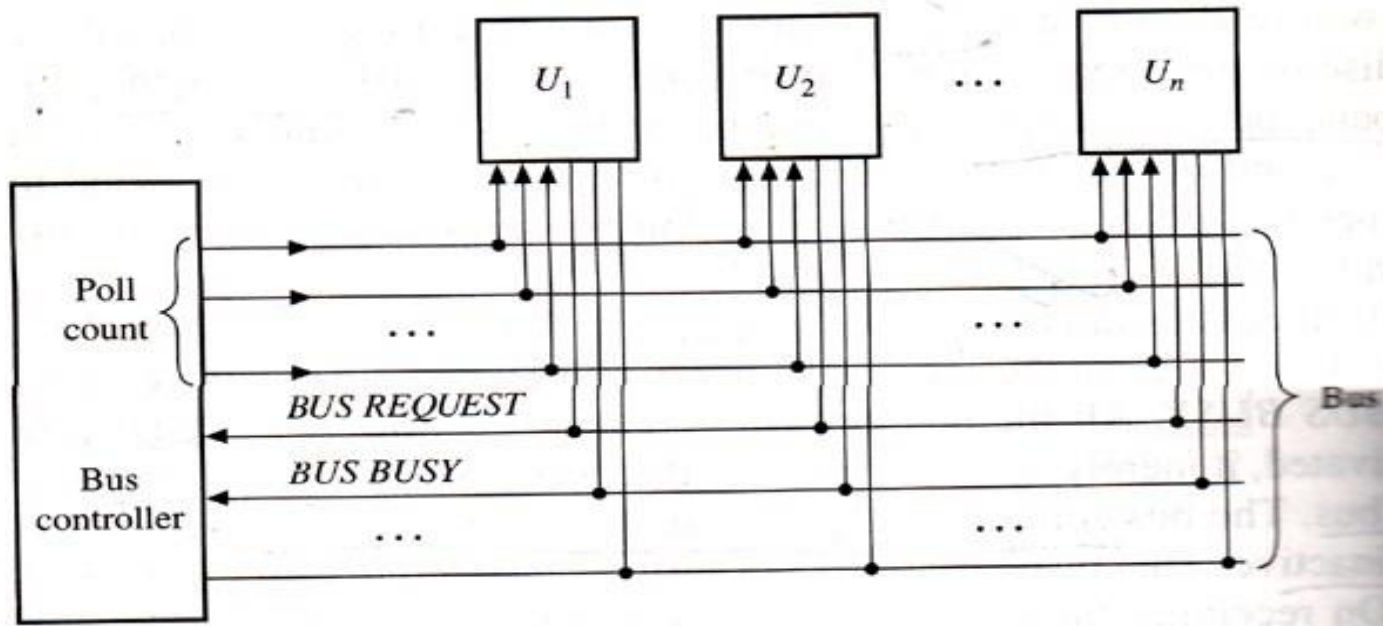 U1
U2
...
Un
Poll
count
...
...
BUS REQUEST
BUS BUSY
Bus
Bus
controller
...
...